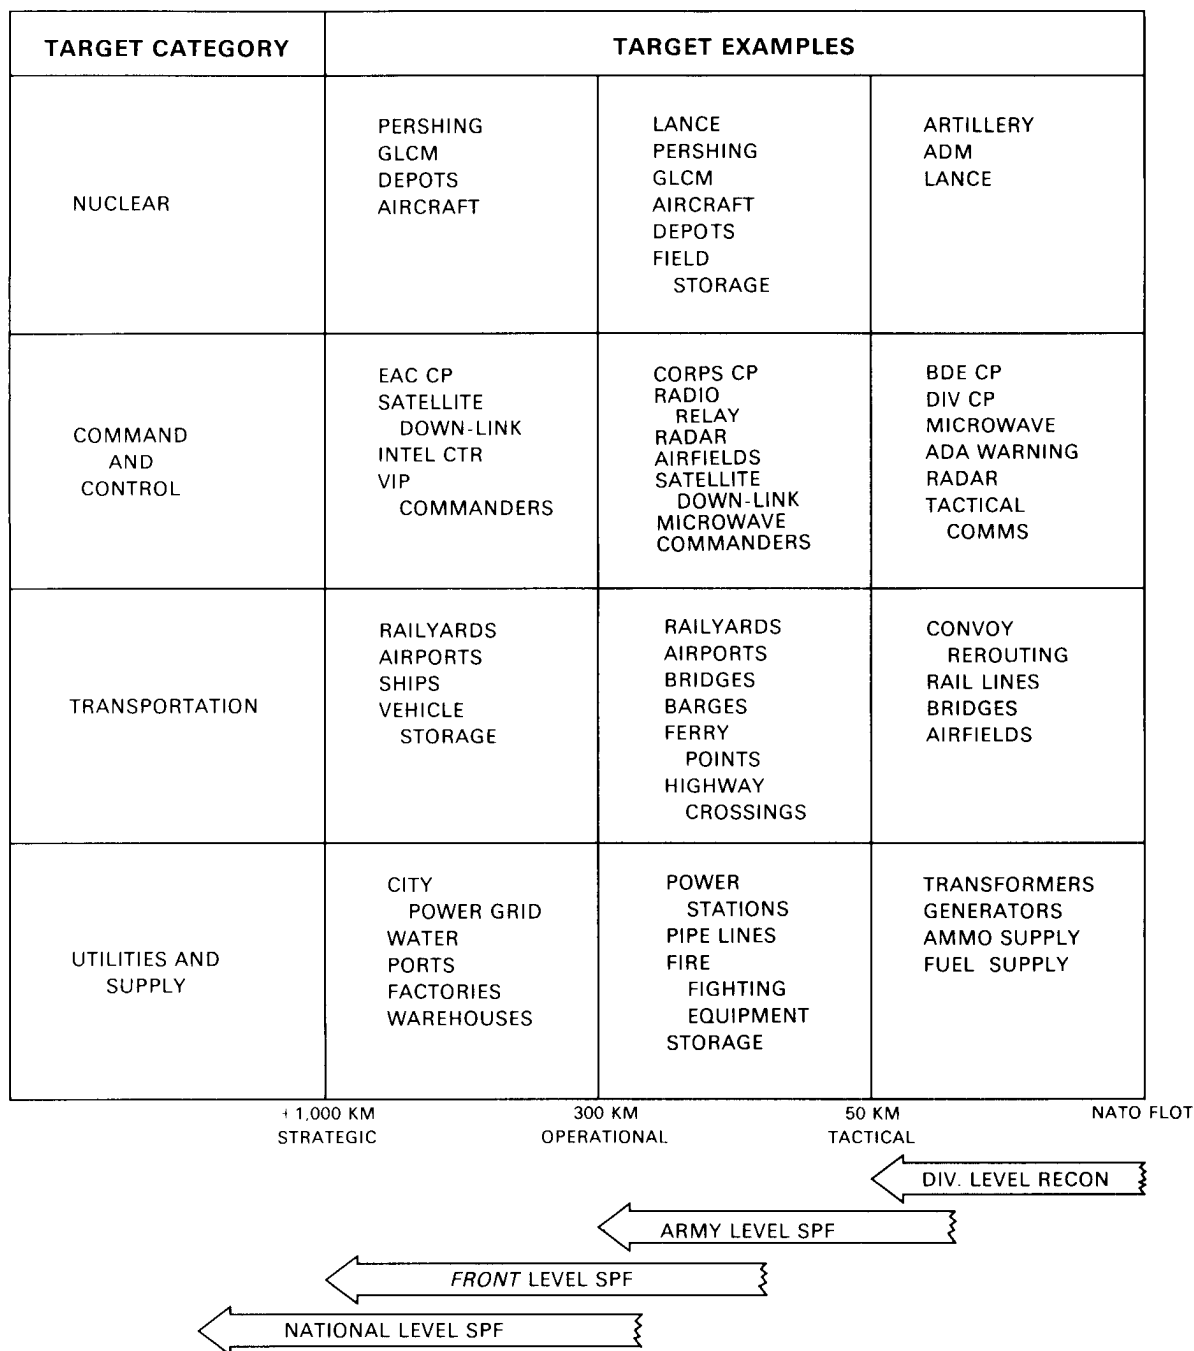 TARGET CATEGORY
TARGET EXAMPLES
NUCLEAR
PERSHING
GLCM
DEPOTS
AIRCRAFT
LANCE
PERSHING
GLCM
AIRCRAFT
DEPOTS
FIELD
STORAGE
ARTILLERY
ADM
LANCE
COMMAND
AND
CONTROL
EAC CP
SATELLITE
DOWN-LINK
INTEL CTR
VIP
COMMANDERS
CORPS CP
RADIO
RELAY
RADAR
AIRFIELDS
SATELLITE
DOWN-LINK
MICROWAVE
COMMANDERS
BDE CP
DIV CP
MICROWAVE
ADA WARNING
RADAR
TACTICAL
COMMS
TRANSPORTATION
RAILYARDS
AIRPORTS
SHIPS
VEHICLE
STORAGE
RAILYARDS
AIRPORTS
BRIDGES
BARGES
FERRY
POINTS
HIGHWAY
CROSSINGS
CONVOY
REROUTING
RAIL LINES
BRIDGES
AIRFIELDS
UTILITIES AND
SUPPLY
CITY
POWER GRID
WATER
PORTS
FACTORIES
WAREHOUSES
POWER
STATIONS
PIPE LINES
FIRE
FIGHTING
EQUIPMENT
STORAGE
TRANSFORMERS
GENERATORS
AMMO SUPPLY
FUEL SUPPLY
+ 1,000 KM
STRATEGIC
300 KM
OPERATIONAL
50 KM
TACTICAL
NATO FLOT
DIV. LEVEL RECON
ARMY LEVEL SPF
FRONT LEVEL SPF
NATIONAL LEVEL SPF